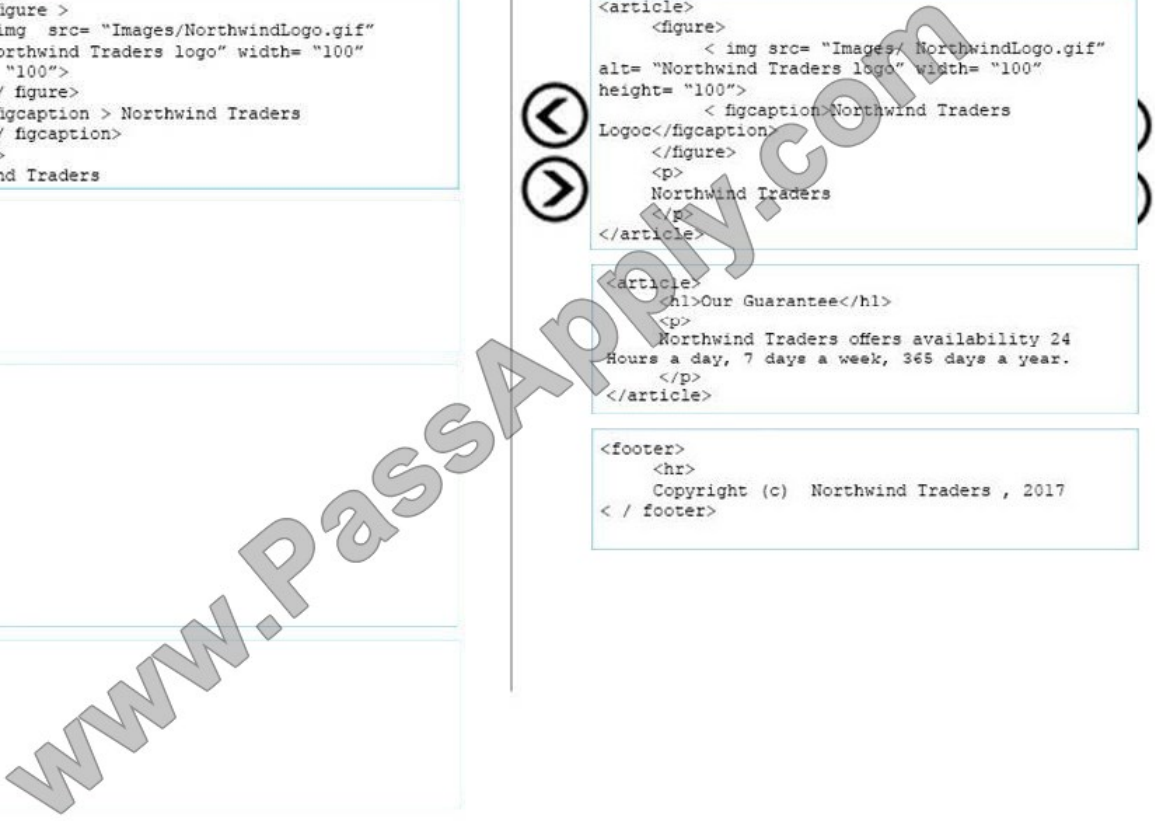 igure >
img src= “Images/NorthwindLogo.gif”
orthwind Traders logo” width= “100”
“100”>
/ figure>
igcaption > Northwind Traders
/ figcaption>
>
nd Traders
<article>
<figure>
< img src= “Images/ NorthwindLogo.gif”
alt= “Northwind Traders logo” width= “100”
height= “100”>
< figcaption>Northwind Traders
Logoc</figcaption>
</figure>
<p>
Northwind Traders
</p>
</article>
<article>
<h1>Our Guarantee</h1>
<p>
Northwind Traders offers availability 24
Hours a day, 7 days a week, 365 days a year.
</p>
</article>
<footer>
<hr>
Copyright (c) Northwind Traders , 2017
< / footer>
www.PassApply.com